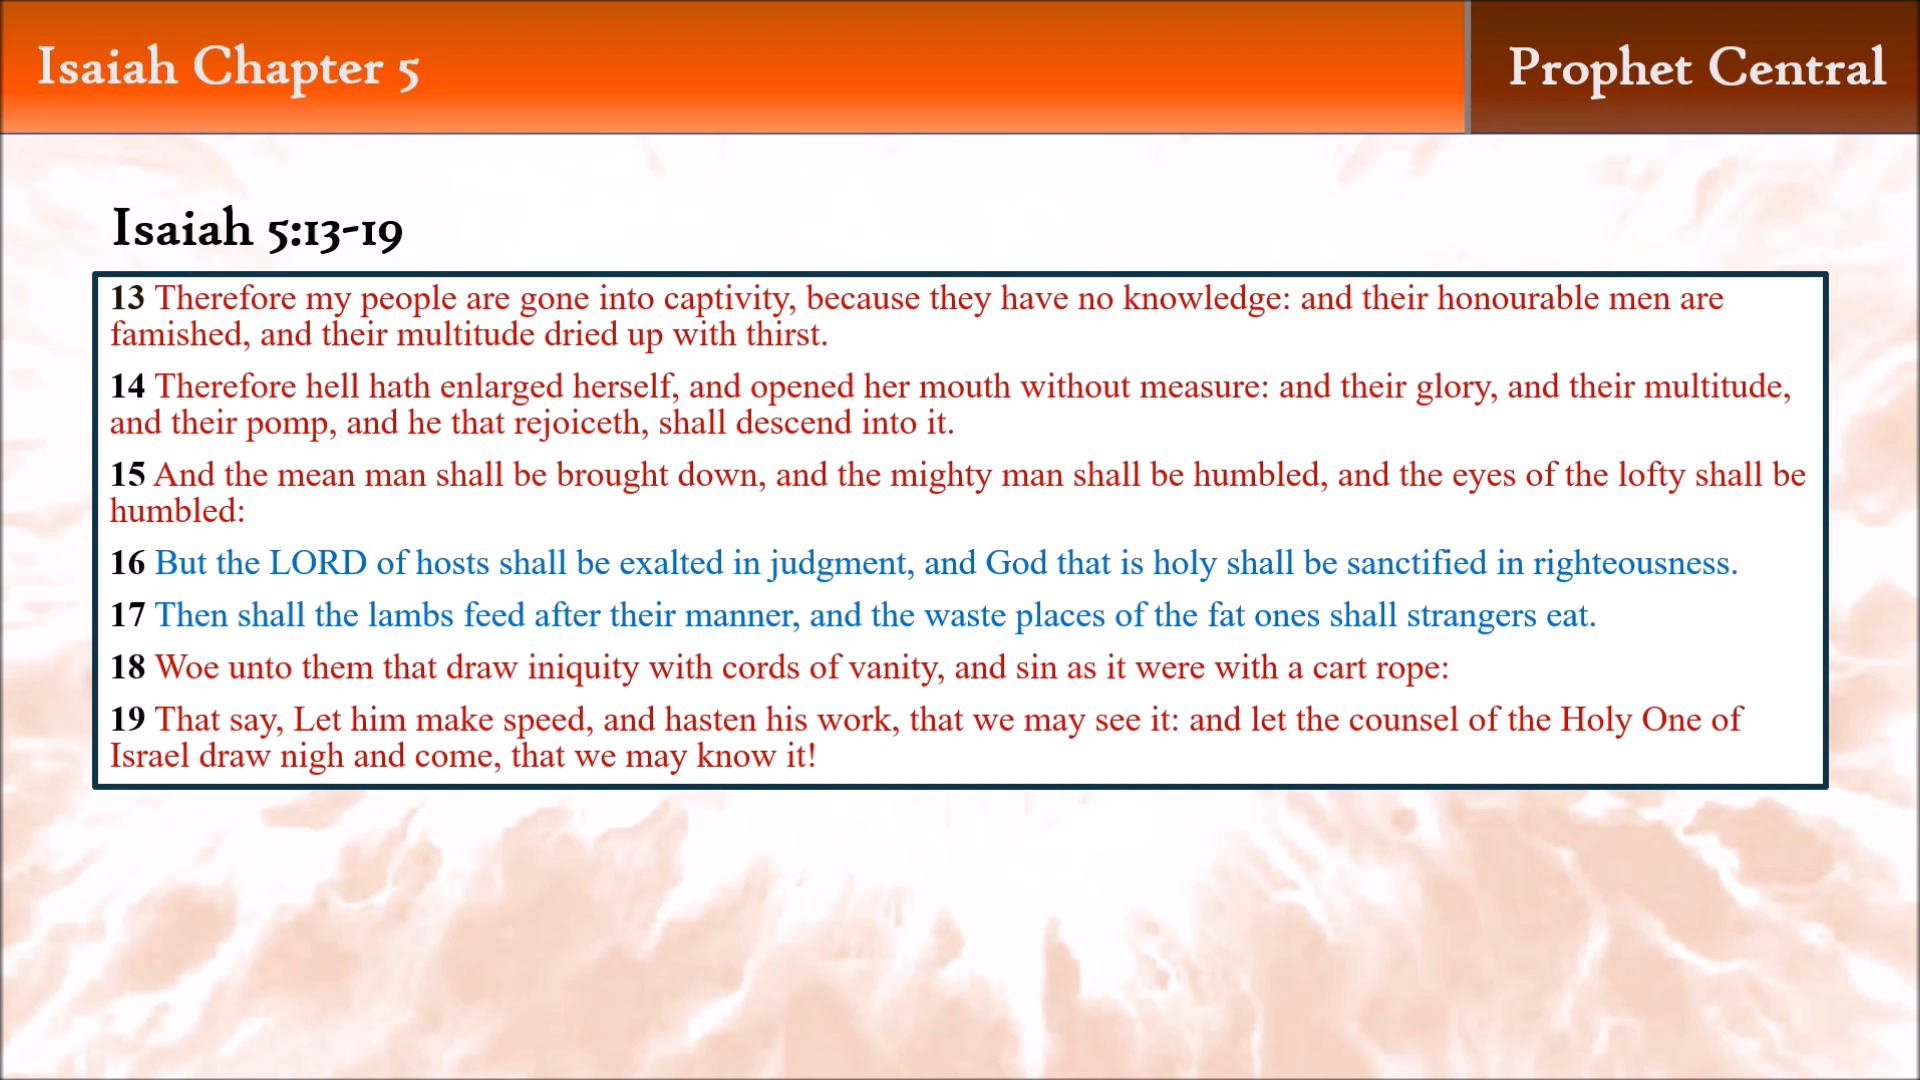 Isaiah Chapter 5
Prophet Central
Isaiah 5:13-19
13 Therefore my people are gone into captivity, because they have no knowledge: and their honourable men are
famished, and their multitude dried up with thirst.
14 Therefore hell hath enlarged herself, and opened her mouth without measure: and their glory, and their multitude,
and their pomp, and he that rejoiceth, shall descend into it.
15 And the mean man shall be brought down, and the mighty man shall be humbled, and the eyes of the lofty shall be
humbled:
16 But the LORD of hosts shall be exalted in judgment, and God that is holy shall be sanctified in righteousness.
17 Then shall the lambs feed after their manner, and the waste places of the fat ones shall strangers eat.
18 Woe unto them that draw iniquity with cords of vanity, and sin as it were with a cart rope:
19 That say, Let him make speed, and hasten his work, that we may see it: and let the counsel of the Holy One of
Israel draw nigh and come, that we may know it!